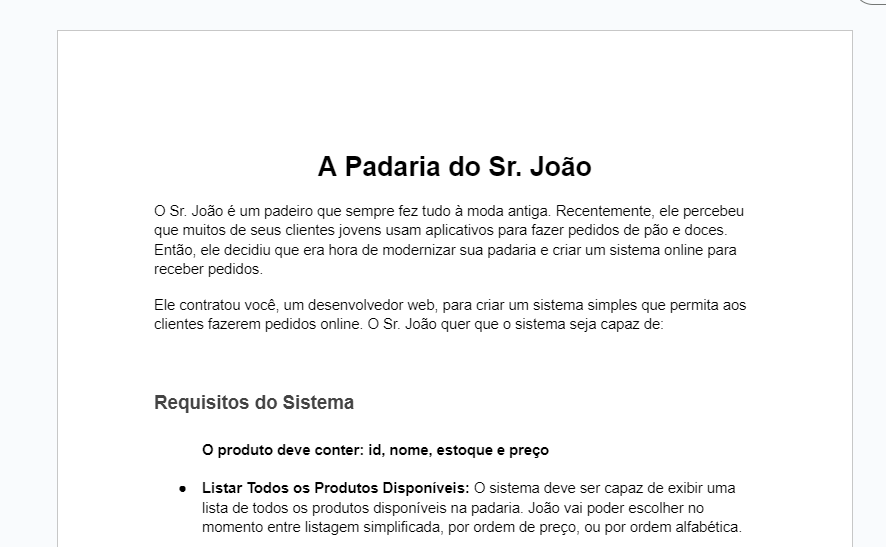 A Padaria do Sr. João
O Sr. João é um padeiro que sempre fez tudo à moda antiga. Recentemente, ele percebeu
que muitos de seus clientes jovens usam aplicativos para fazer pedidos de pão e doces.
Então, ele decidiu que era hora de modernizar sua padaria e criar um sistema online para
receber pedidos.
Ele contratou você, um desenvolvedor web, para criar um sistema simples que permita aos
clientes fazerem pedidos online. O Sr. João quer que o sistema seja capaz de:
Requisitos do Sistema
O produto deve conter: id, nome, estoque e preço
● Listar Todos os Produtos Disponíveis: O sistema deve ser capaz de exibir uma
lista de todos os produtos disponíveis na padaria. João vai poder escolher no
momento entre listagem simplificada, por ordem de preço, ou por ordem alfabética.